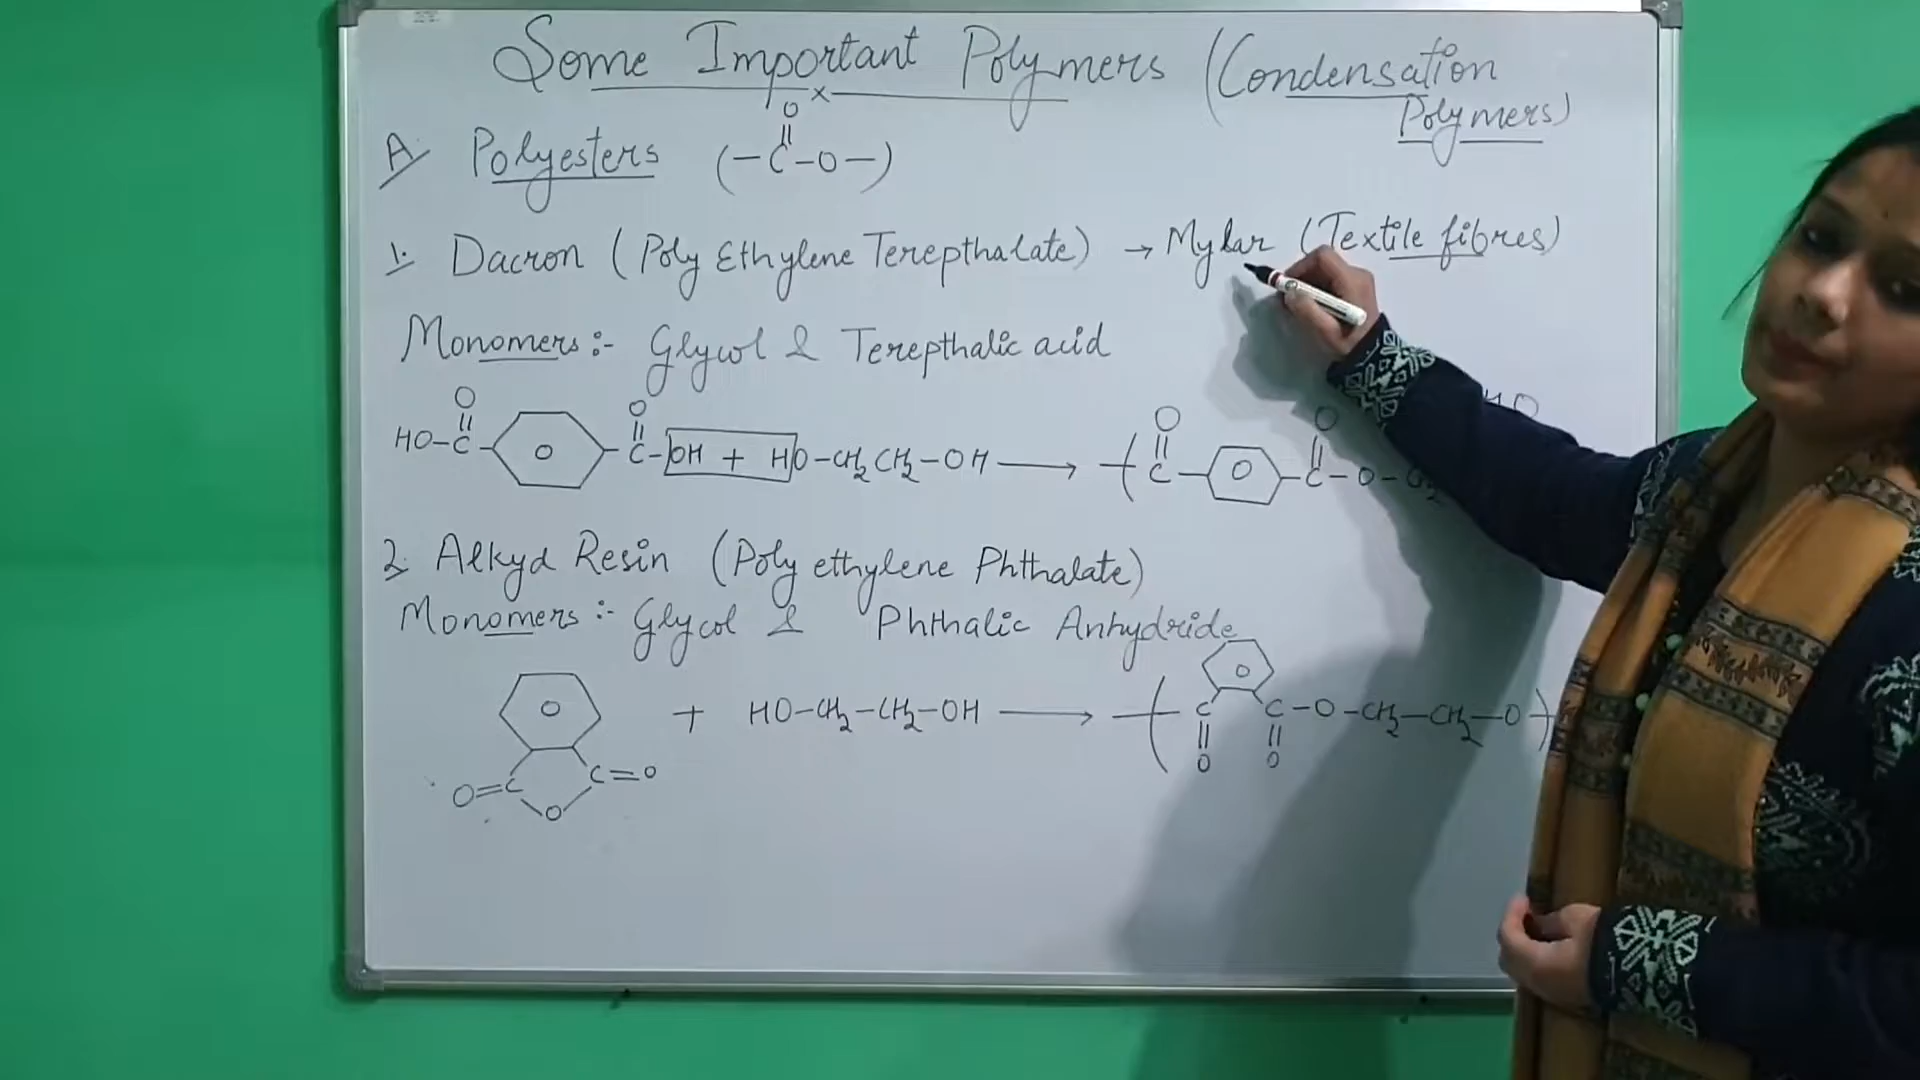 Some Important Polymers (Condensation
Polymers)
A Polyesters (-C-O-)
O
1. Dacron (Poly Ethylene Terepthalate) → Mylar (Textile fibres)
Monomers :- Glycol & Terepthalic acid
O O O O
HO-C C-OH + HO-CH2CH2-OH → ( C C-O-
2. Alkyd Resin (Poly ethylene Phthalate)
Monomers :- Glycol & Phthalic Anhydride
+ HO-CH2-CH2-OH → ( C C-O-CH2-CH2-O )
O O
O=C C=O
O